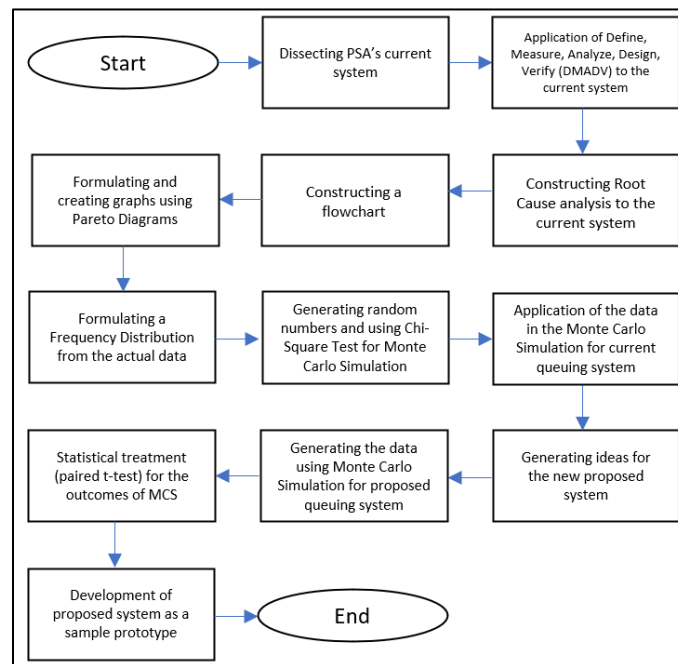 Start
Dissecting PSA's current
system
Application of Define,
Measure, Analyze, Design,
Verify (DMADV) to the
current system
Constructing Root
Cause analysis to the
current system
Constructing a
flowchart
Formulating and
creating graphs using
Pareto Diagrams
Formulating a
Frequency Distribution
from the actual data
Generating random
numbers and using Chi-
Square Test for Monte
Carlo Simulation
Application of the data
in the Monte Carlo
Simulation for current
queuing system
Generating ideas for
the new proposed
system
Generating the data
using Monte Carlo
Simulation for proposed
queuing system
Statistical treatment
(paired t-test) for the
outcomes of MCS
Development of
proposed system as a
sample prototype
End